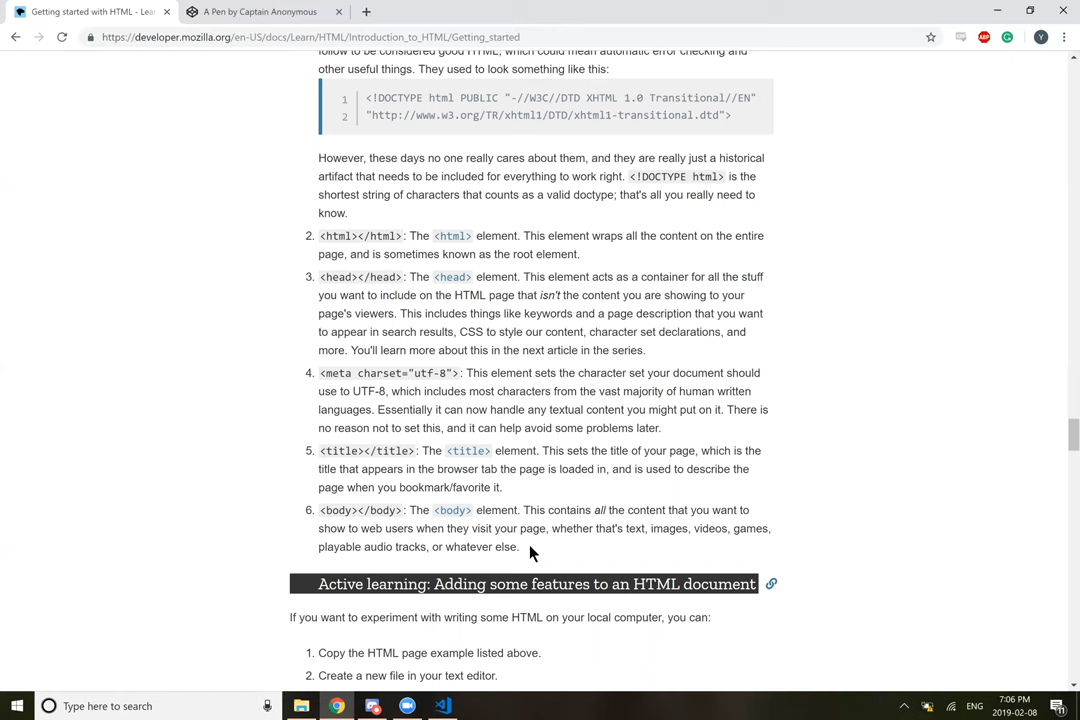 Getting started with HTML - Lea
A Pen by Captain Anonymous
https://developer.mozilla.org/en-US/docs/Learn/HTML/Introduction_to_HTML/Getting_started
ABP
Y
follow to be considered good HTML, which could mean automatic error checking and
other useful things. They used to look something like this:
1 <!DOCTYPE html PUBLIC "-//W3C//DTD XHTML 1.0 Transitional//EN"
2 "http://www.w3.org/TR/xhtml1/DTD/xhtml1-transitional.dtd">
However, these days no one really cares about them, and they are really just a historical
artifact that needs to be included for everything to work right. <!DOCTYPE html> is the
shortest string of characters that counts as a valid doctype; that's all you really need to
know.
2. <html></html>: The <html> element. This element wraps all the content on the entire
page, and is sometimes known as the root element.
3. <head></head>: The <head> element. This element acts as a container for all the stuff
you want to include on the HTML page that isn't the content you are showing to your
page's viewers. This includes things like keywords and a page description that you want
to appear in search results, CSS to style our content, character set declarations, and
more. You'll learn more about this in the next article in the series.
4. <meta charset="utf-8">: This element sets the character set your document should
use to UTF-8, which includes most characters from the vast majority of human written
languages. Essentially it can now handle any textual content you might put on it. There is
no reason not to set this, and it can help avoid some problems later.
5. <title></title>: The <title> element. This sets the title of your page, which is the
title that appears in the browser tab the page is loaded in, and is used to describe the
page when you bookmark/favorite it.
6. <body></body>: The <body> element. This contains all the content that you want to
show to web users when they visit your page, whether that's text, images, videos, games,
playable audio tracks, or whatever else.
Active learning: Adding some features to an HTML document
If you want to experiment with writing some HTML on your local computer, you can:
1. Copy the HTML page example listed above.
2. Create a new file in your text editor.
Type here to search
ENG
7:06 PM
2019-02-08